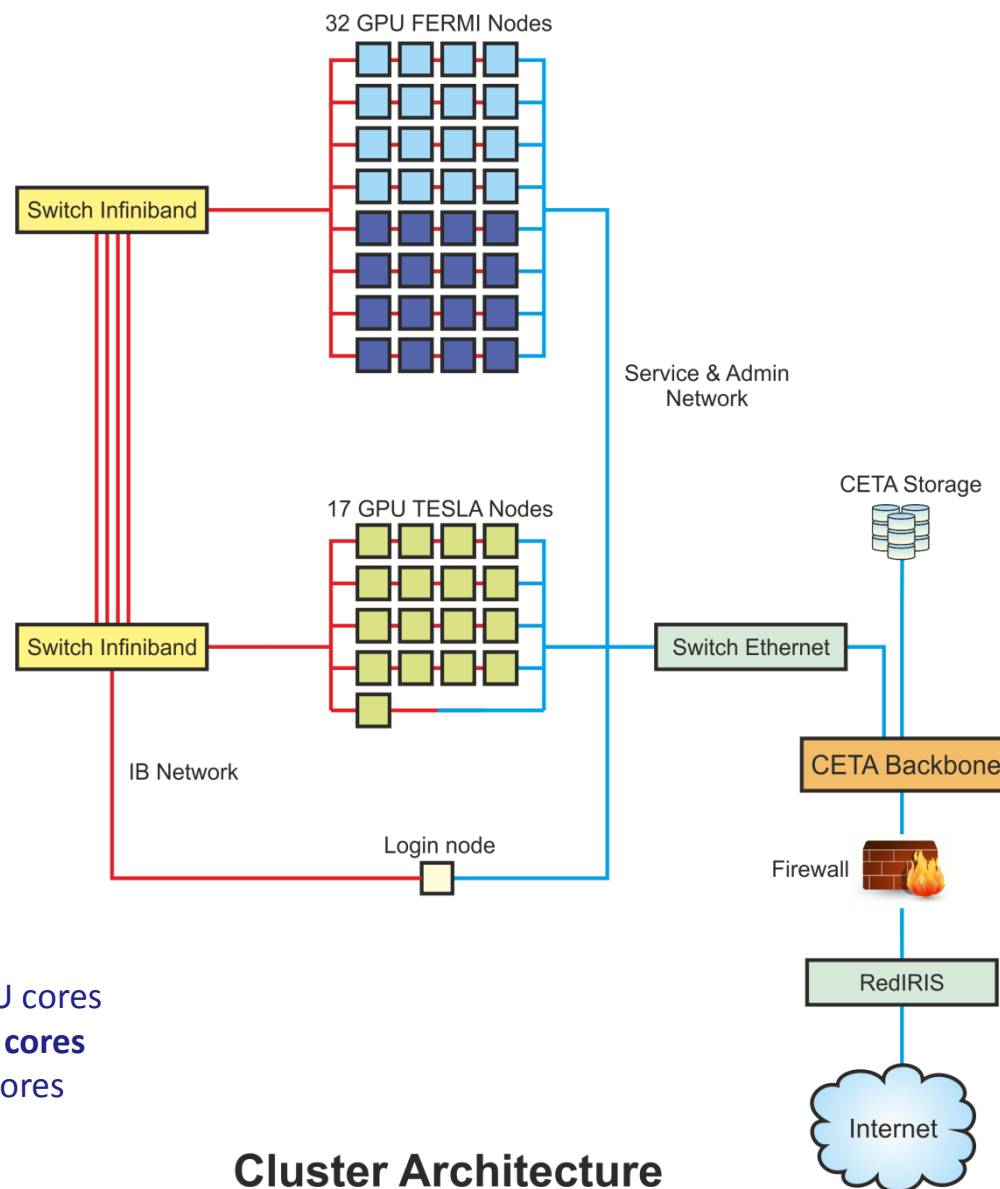 32 GPU FERMI Nodes
Switch Infiniband
Service & Admin
Network
CETA Storage
17 GPU TESLA Nodes
Switch Infiniband
Switch Ethernet
IB Network
CETA Backbone
Login node
Firewall
RedIRIS
U cores
cores
ores
Internet
Cluster Architecture